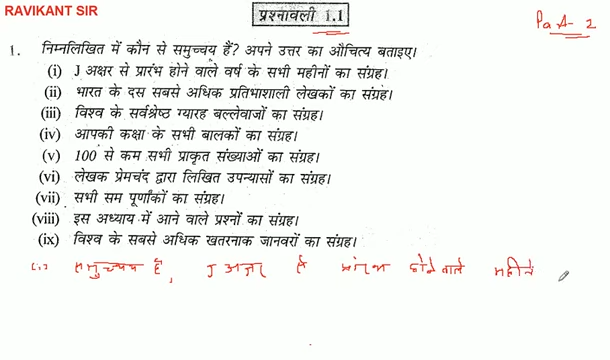 RAVIKANT SIR
प्रश्नावली 1.1
Part- 2
1. निम्नलिखित में कौन से समुच्चय हैं? अपने उत्तर का औचित्य बताइए।
(i) J अक्षर से प्रारंभ होने वाले वर्ष के सभी महीनों का संग्रह।
(ii) भारत के दस सबसे अधिक प्रतिभाशाली लेखकों का संग्रह।
(iii) विश्व के सर्वश्रेष्ठ ग्यारह बल्लेवाजों का संग्रह।
(iv) आपकी कक्षा के सभी बालकों का संग्रह।
(v) 100 से कम सभी प्राकृत संख्याओं का संग्रह।
(vi) लेखक प्रेमचंद द्वारा लिखित उपन्यासों का संग्रह।
(vii) सभी सम पूर्णांकों का संग्रह।
(viii) इस अध्याय में आने वाले प्रश्नों का संग्रह।
(ix) विश्व के सबसे अधिक खतरनाक जानवरों का संग्रह।
(i) समुच्चय है, J अक्षर से प्रारंभ होने वाले महीने